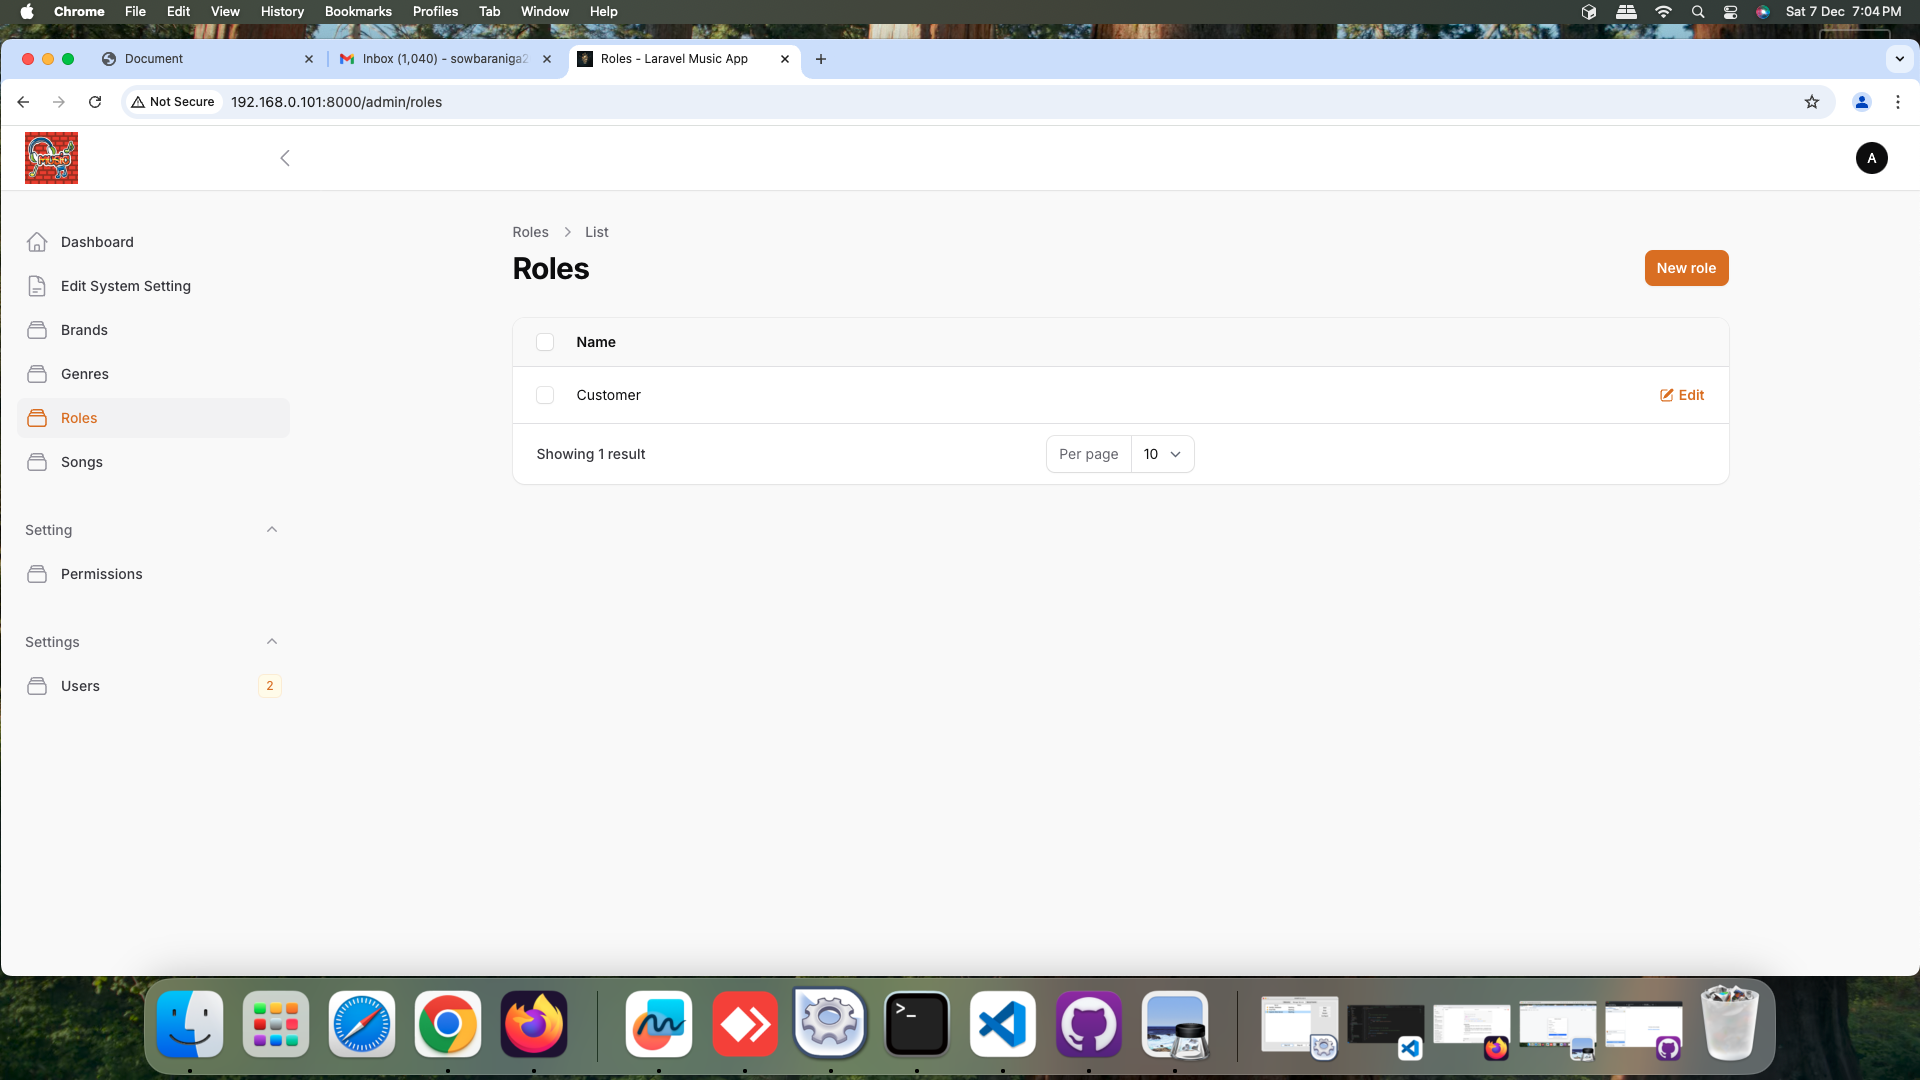 Chrome File Edit View History Bookmarks Profiles Tab Window Help Sat 7 Dec 7:04 PM
Document Inbox (1,040) - sowbaraniga2 Roles - Laravel Music App
Not Secure 192.168.0.101:8000/admin/roles
MUSIC
A
Dashboard
Edit System Setting
Brands
Genres
Roles
Songs
Setting
Permissions
Settings
Users 2
Roles List
Roles
New role
Name
Customer Edit
Showing 1 result Per page 10
>_